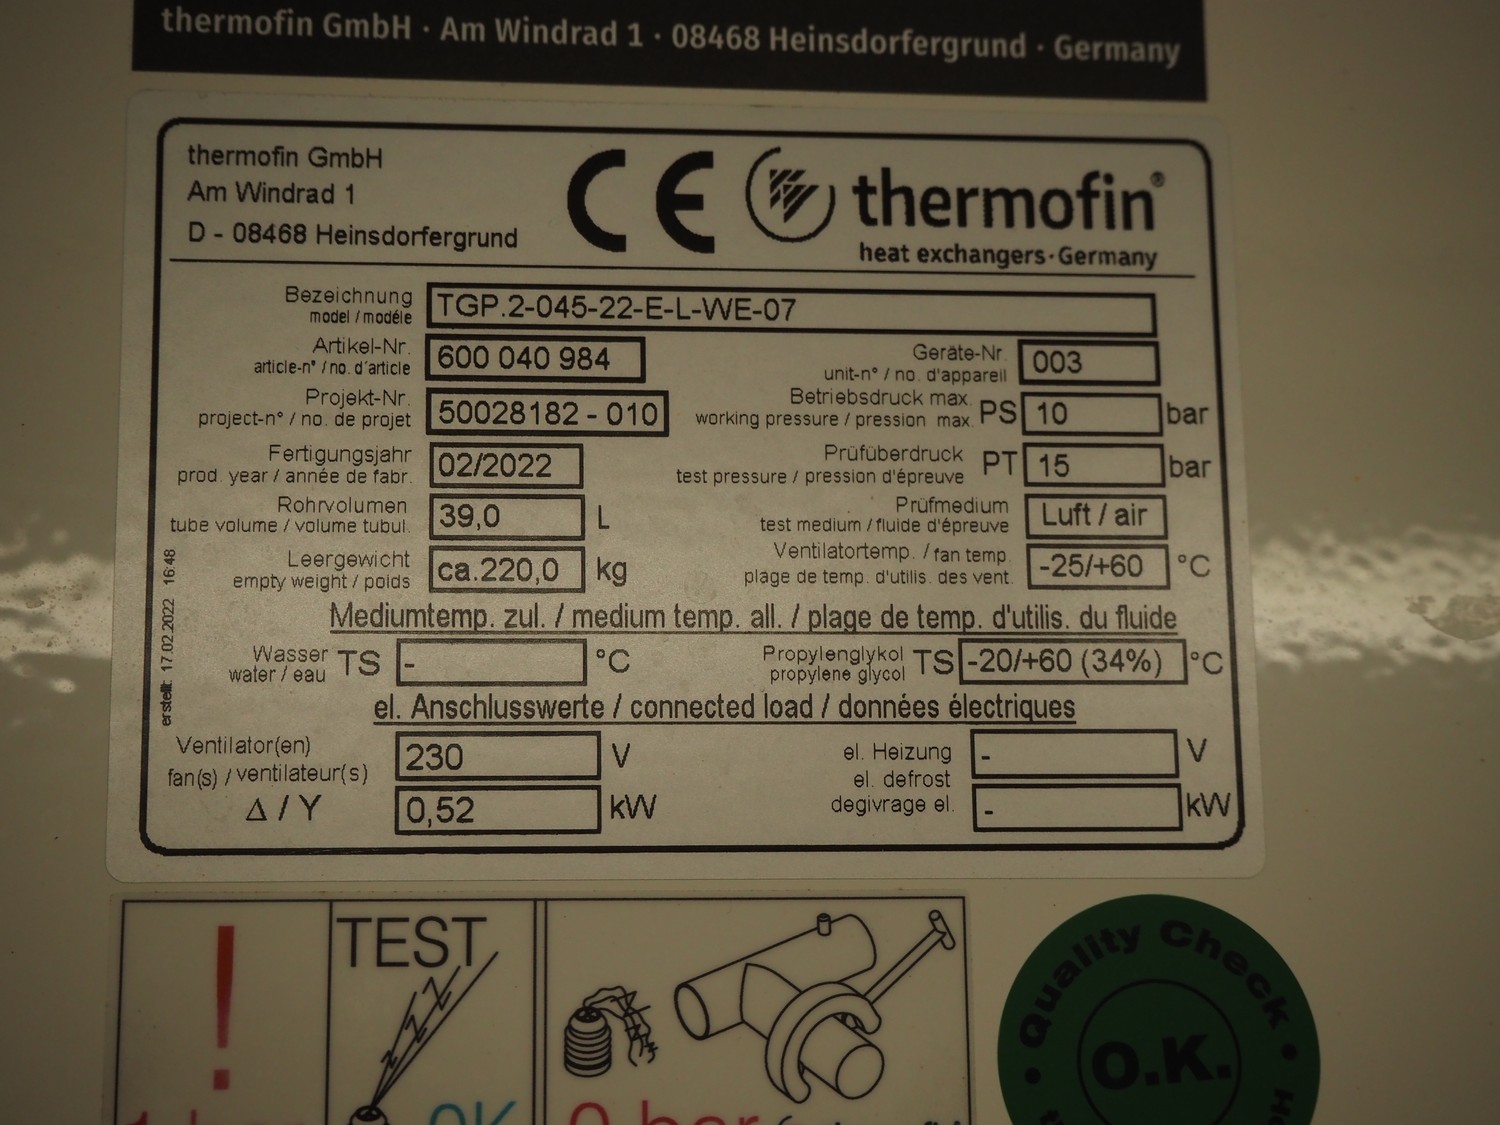 thermofin GmbH · Am Windrad 1 · 08468 Heinsdorfergrund · Germany
thermofin GmbH
Am Windrad 1
D - 08468 Heinsdorfergrund
CE
thermofin®
heat exchangers·Germany
Bezeichnung
model / modéle
TGP.2-045-22-E-L-WE-07
Artikel-Nr.
article-n° / no. d´article
600 040 984
Geräte-Nr.
unit-n° / no. d'appareil
003
Projekt-Nr.
project-n° / no. de projet
50028182 - 010
Betriebsdruck max.
working pressure / pression max.
PS 10 bar
Fertigungsjahr
prod. year / année de fabr.
02/2022
Prüfüberdruck
test pressure / pression d'épreuve
PT 15 bar
Rohrvolumen
tube volume / volume tubul.
39,0 L
Prüfmedium
test medium / fluide d'épreuve
Luft / air
Leergewicht
empty weight / poids
ca.220,0 kg
Ventilatortemp. / fan temp.
plage de temp. d'utilis. des vent.
-25/+60 °C
erstellt: 17.02.2022 16:48
Mediumtemp. zul. / medium temp. all. / plage de temp. d'utilis. du fluide
Wasser
water / eau
TS - °C
Propylenglykol
propylene glycol
TS -20/+60 (34%) °C
el. Anschlusswerte / connected load / données électriques
Ventilator(en)
fan(s) / ventilateur(s)
230 V
Δ / Y
0,52 kW
el. Heizung
el. defrost
degivrage el.
- V
- kW
!
TEST
OK
0 bar
• Quality Check •
O.K.